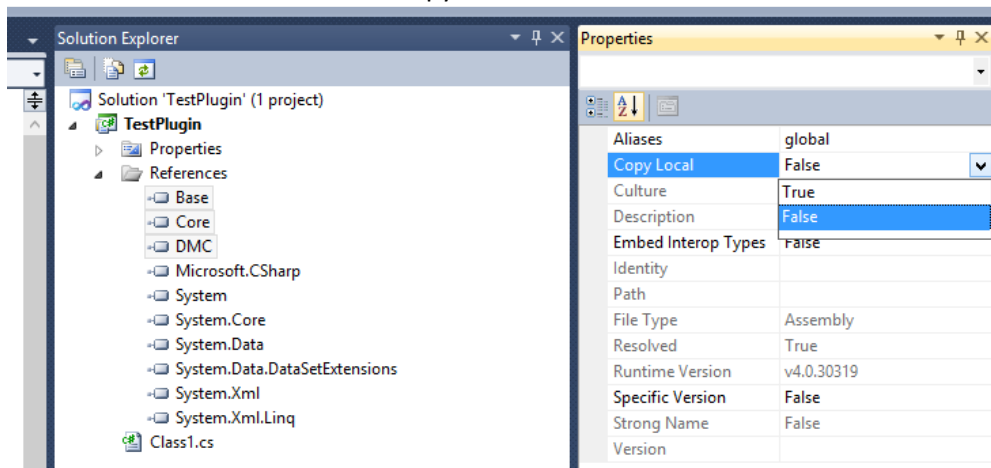 Solution Explorer
Solution 'TestPlugin' (1 project)
TestPlugin
Properties
References
Base
Core
DMC
Microsoft.CSharp
System
System.Core
System.Data
System.Data.DataSetExtensions
System.Xml
System.Xml.Linq
Class1.cs
Properties
Aliases global
Copy Local False
True
False
Culture
Description
Embed Interop Types False
Identity
Path
File Type Assembly
Resolved True
Runtime Version v4.0.30319
Specific Version False
Strong Name False
Version